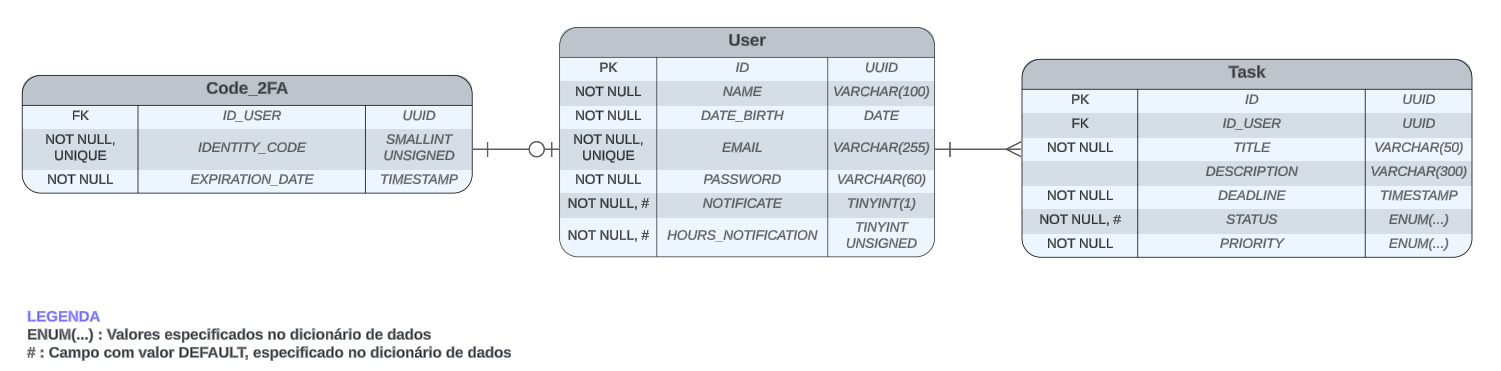 Code_2FA
FK ID_USER UUID
NOT NULL, UNIQUE IDENTITY_CODE SMALLINT UNSIGNED
NOT NULL EXPIRATION_DATE TIMESTAMP
User
PK ID UUID
NOT NULL NAME VARCHAR(100)
NOT NULL DATE_BIRTH DATE
NOT NULL, UNIQUE EMAIL VARCHAR(255)
NOT NULL PASSWORD VARCHAR(60)
NOT NULL, # NOTIFICATE TINYINT(1)
NOT NULL, # HOURS_NOTIFICATION TINYINT UNSIGNED
Task
PK ID UUID
FK ID_USER UUID
NOT NULL TITLE VARCHAR(50)
DESCRIPTION VARCHAR(300)
NOT NULL DEADLINE TIMESTAMP
NOT NULL, # STATUS ENUM(...)
NOT NULL PRIORITY ENUM(...)
LEGENDA
ENUM(...) : Valores especificados no dicionário de dados
# : Campo com valor DEFAULT, especificado no dicionário de dados